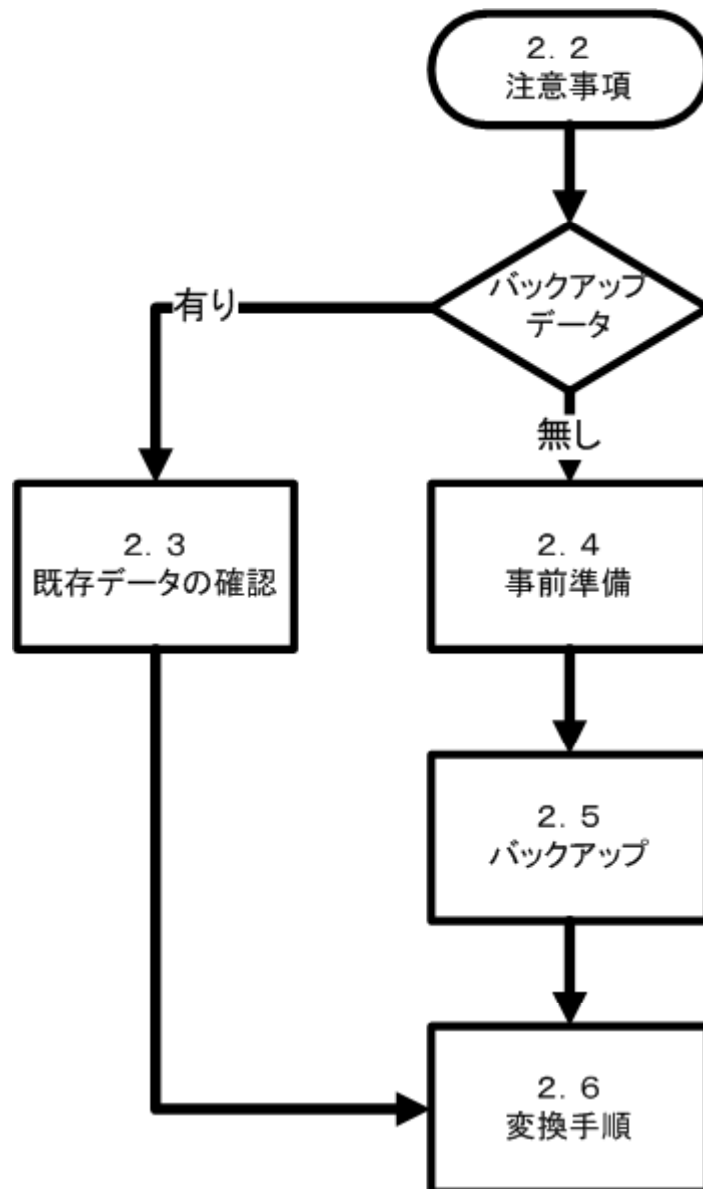 ２．２
注意事項
バックアップ
データ
有り
無し
２．３
既存データの確認
２．４
事前準備
２．５
バックアップ
２．６
変換手順